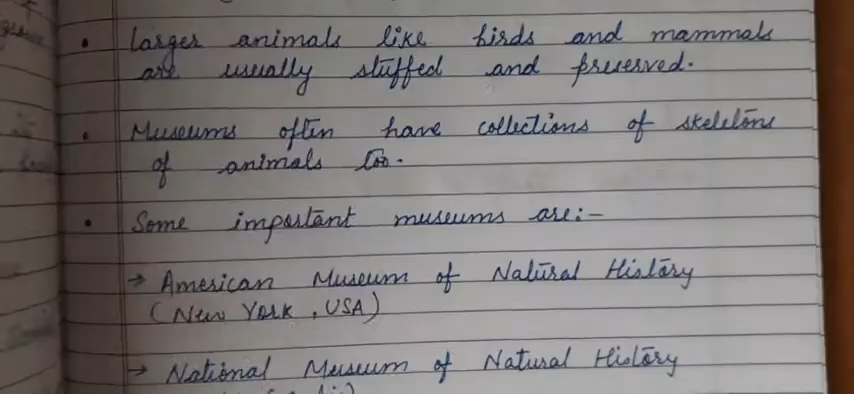 • Larger animals like birds and mammals
are usually stuffed and preserved.
• Museums often have collections of skeletons
of animals too.
• Some important museums are:-
→ American Museum of Natural History
(New York, USA)
→ National Museum of Natural History